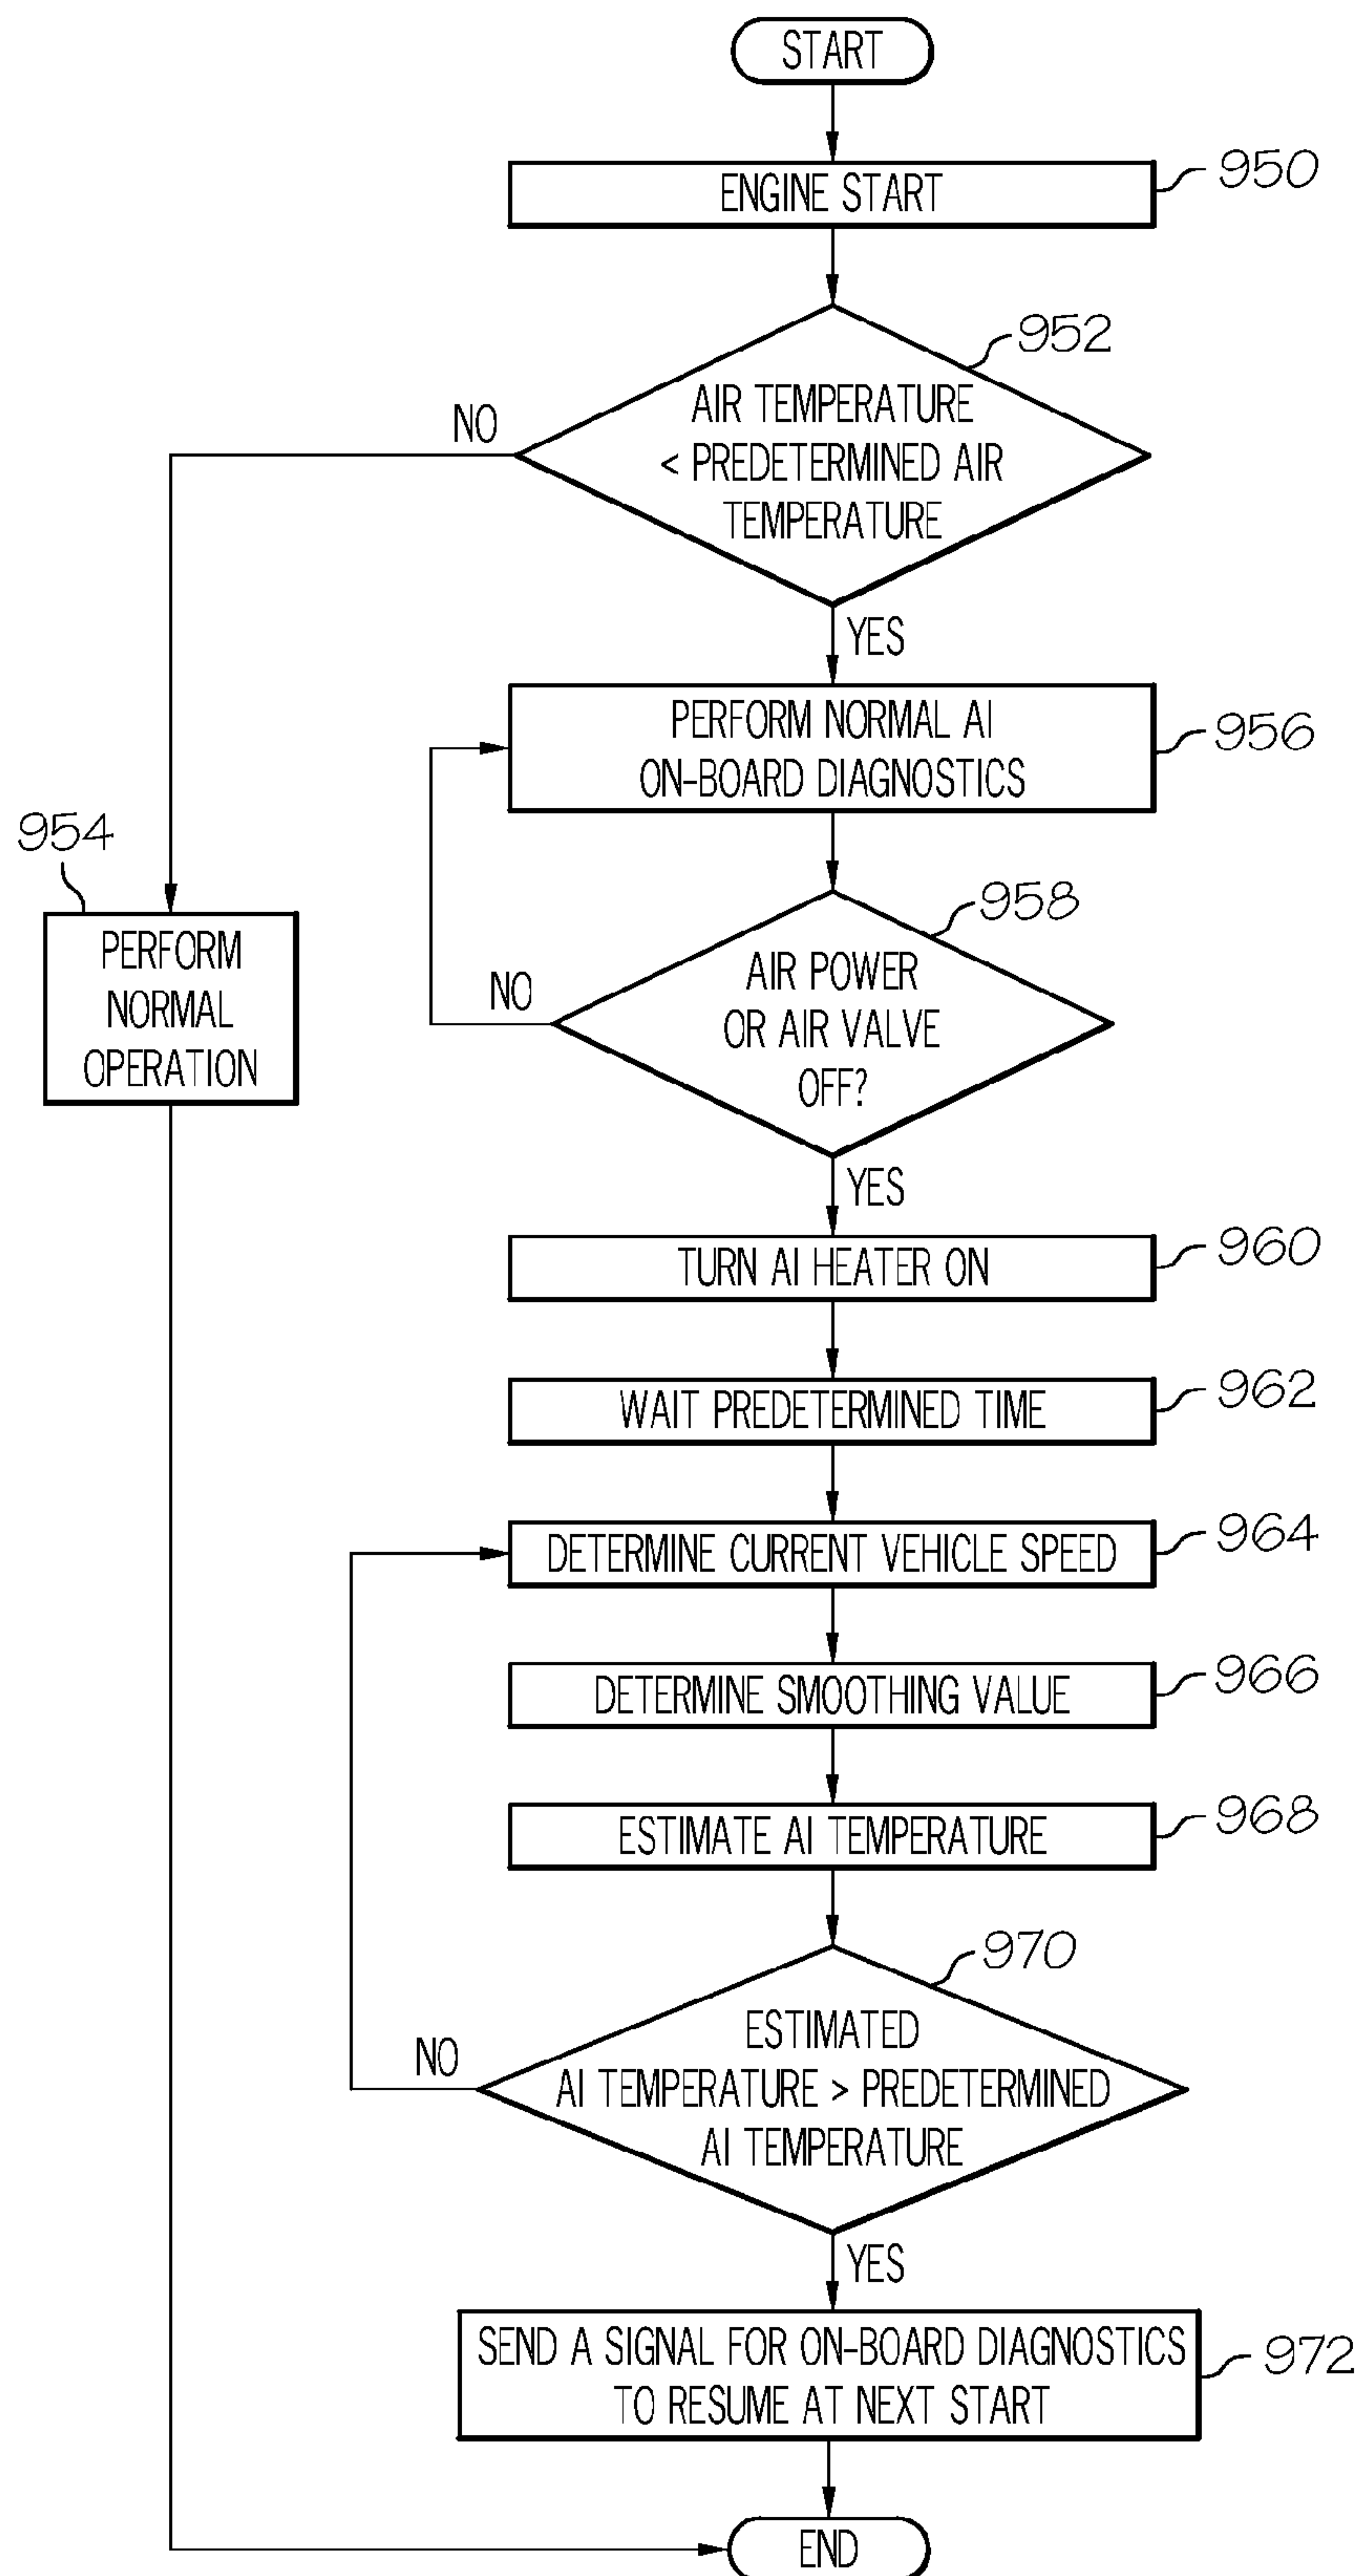 START
ENGINE START
950
952
AIR TEMPERATURE
< PREDETERMINED AIR
TEMPERATURE
NO
YES
PERFORM NORMAL AI
ON-BOARD DIAGNOSTICS
956
954
PERFORM
NORMAL
OPERATION
958
AIR POWER
OR AIR VALVE
OFF?
NO
YES
TURN AI HEATER ON
960
WAIT PREDETERMINED TIME
962
DETERMINE CURRENT VEHICLE SPEED
964
DETERMINE SMOOTHING VALUE
966
ESTIMATE AI TEMPERATURE
968
970
ESTIMATED
AI TEMPERATURE > PREDETERMINED
AI TEMPERATURE
NO
YES
SEND A SIGNAL FOR ON-BOARD DIAGNOSTICS
TO RESUME AT NEXT START
972
END